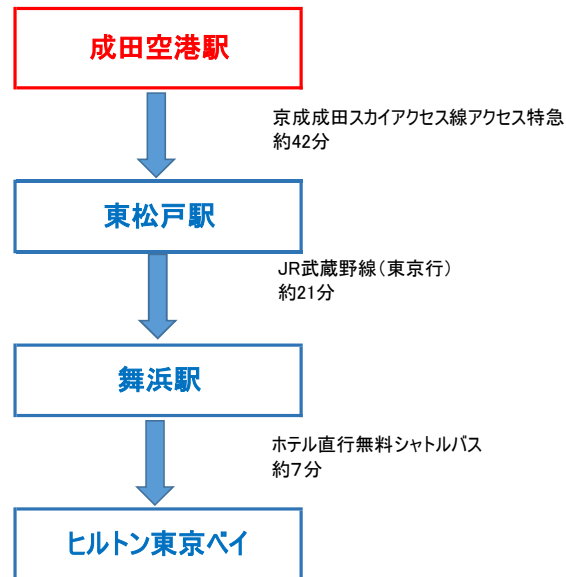 成田空港駅
京成成田スカイアクセス線アクセス特急
約42分
東松戸駅
JR武蔵野線（東京行）
約21分
舞浜駅
ホテル直行無料シャトルバス
約７分
ヒルトン東京ベイ